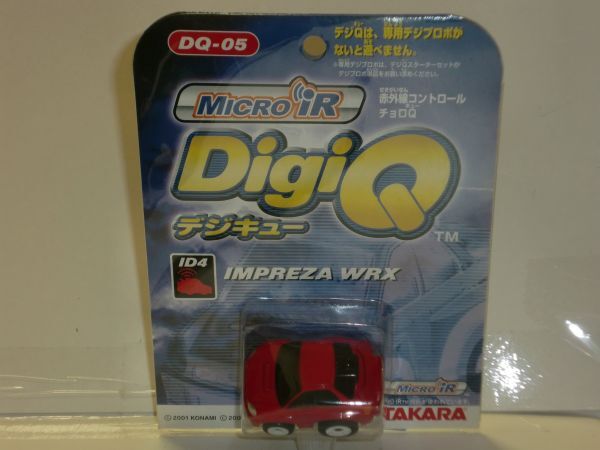 DQ-05
デジQは、専用デジプロポが
ないと遊べません。
MICRO iR
赤外線コントロール
チョロQ
Digi Q
TM
デジキュー
ID4
IMPREZA WRX
MICRO iR
©2001 KONAMI
TAKARA